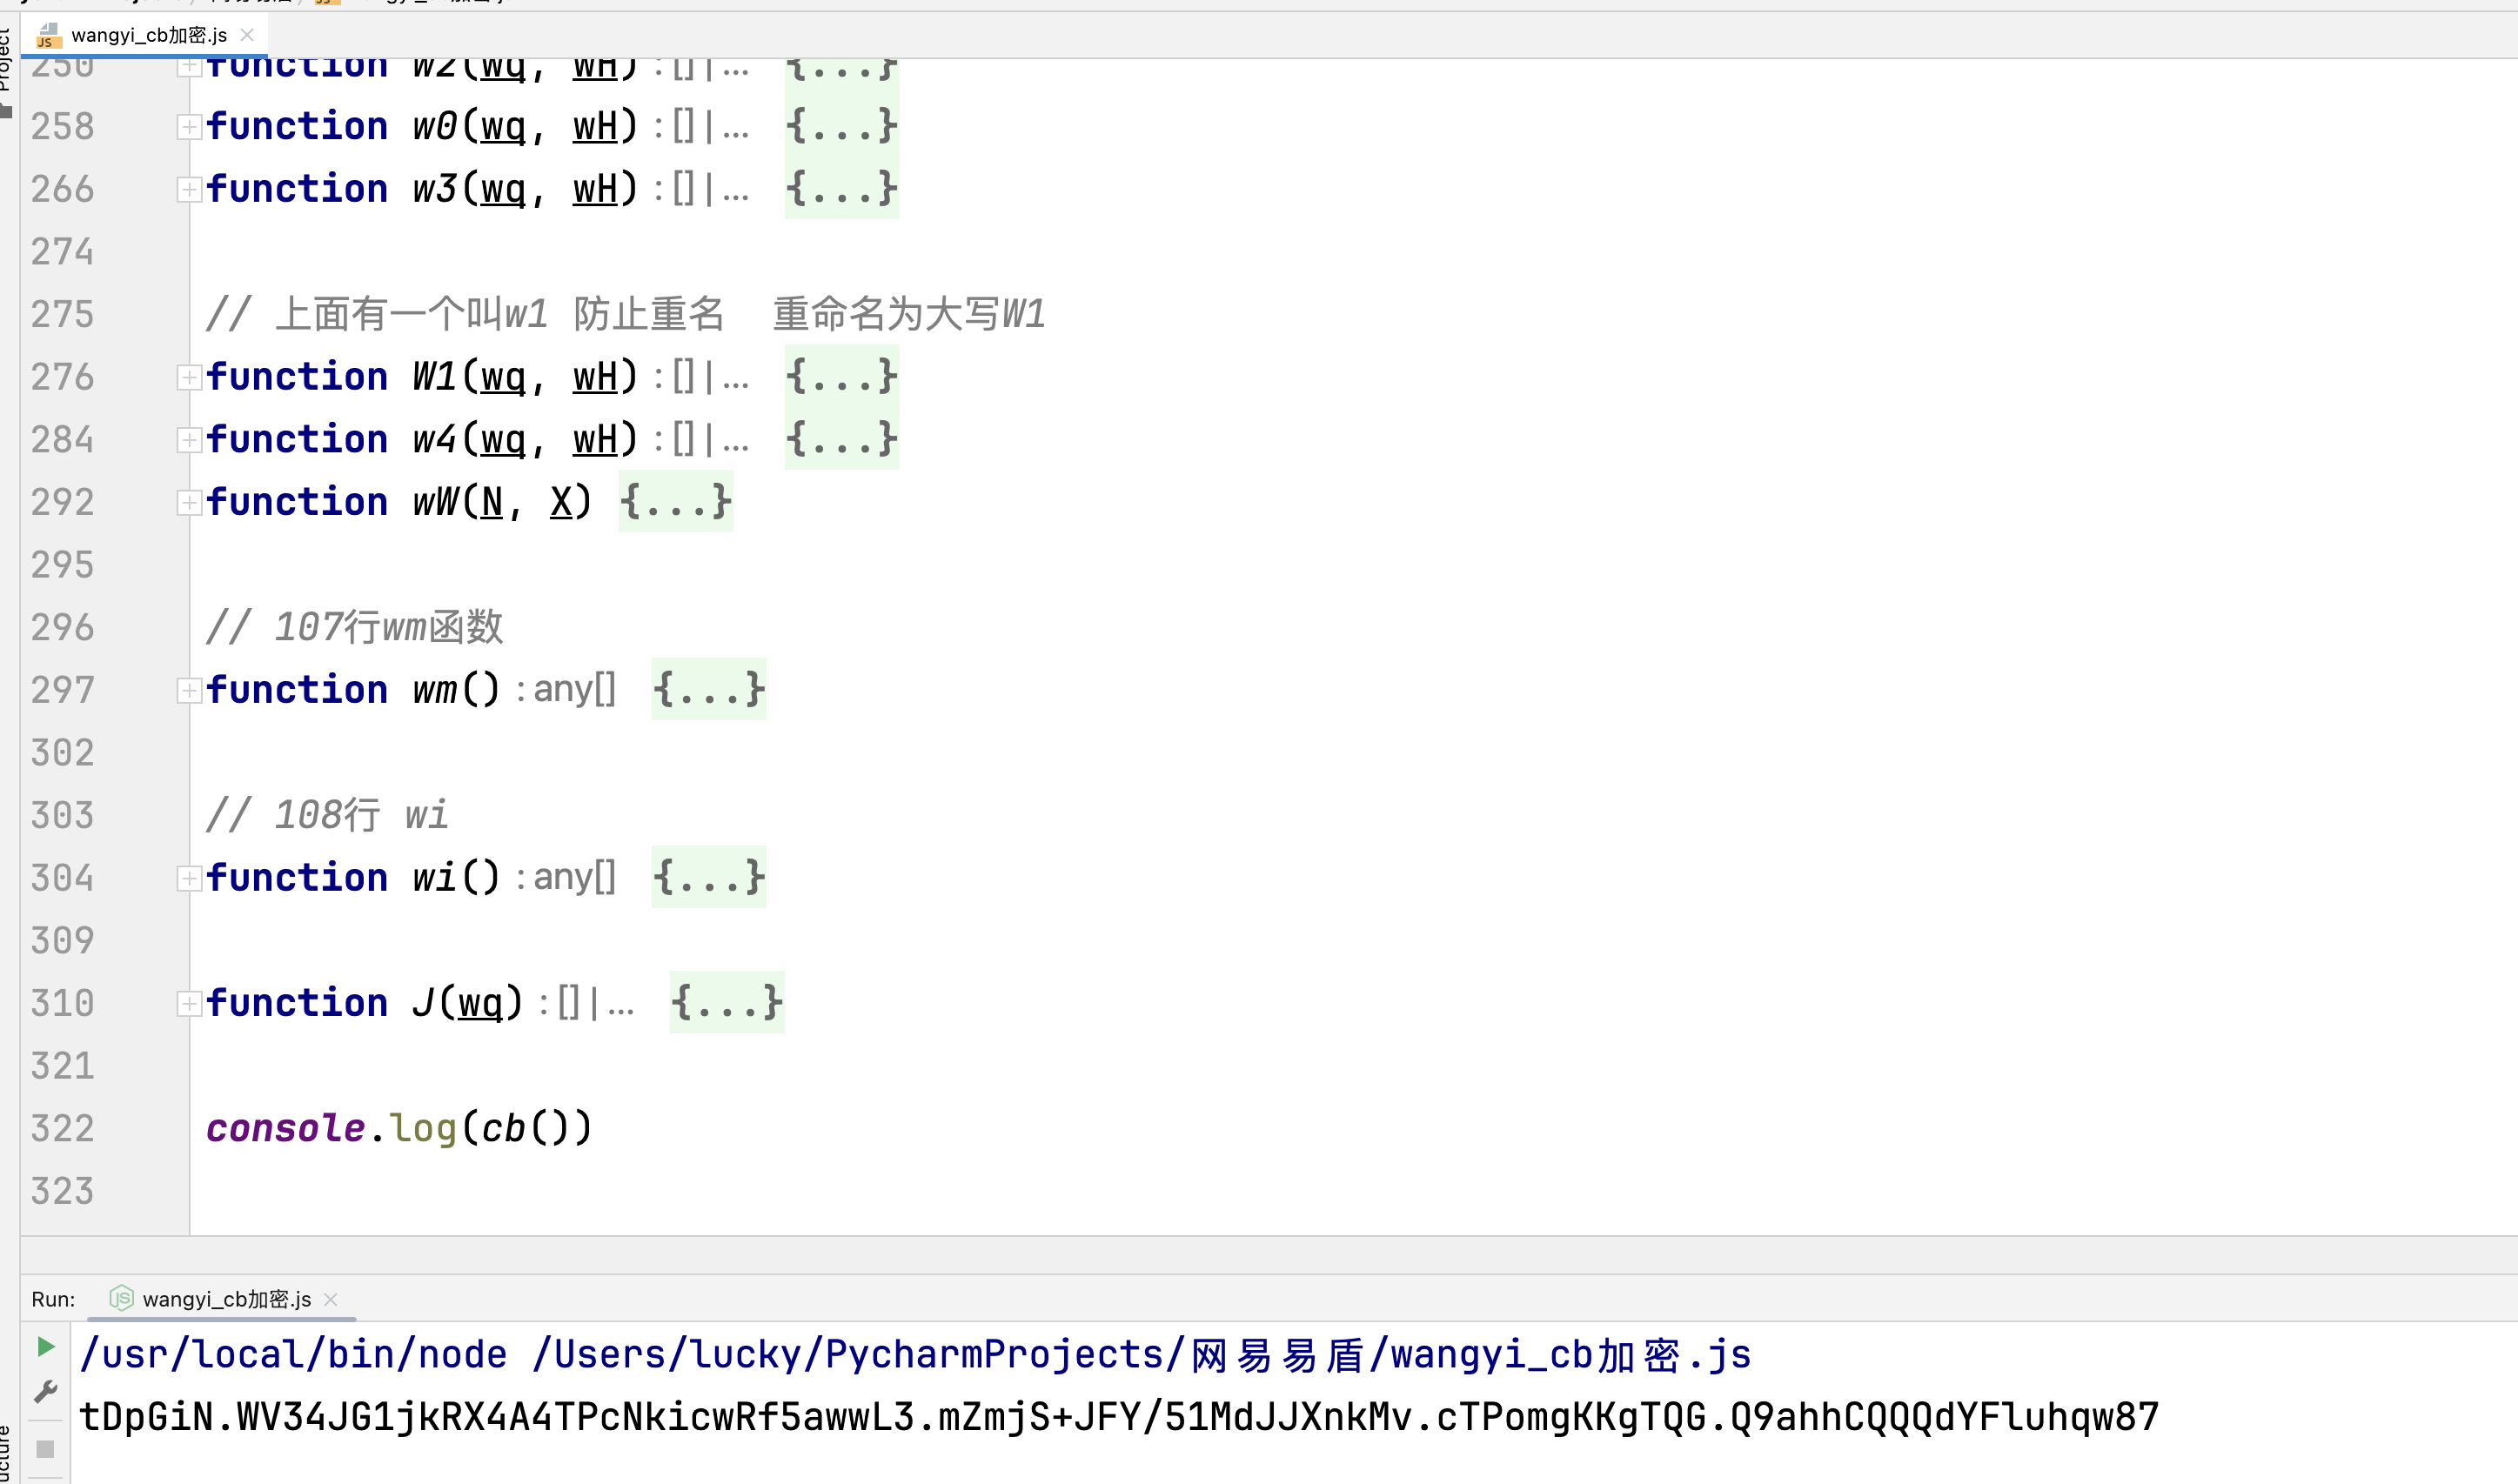 Project
wangyi_cb加密.js
250 function w2(wq, wH) :[]|... {...}
258 function w0(wq, wH) :[]|... {...}
266 function w3(wq, wH) :[]|... {...}
274
275 // 上面有一个叫w1 防止重名  重命名为大写W1
276 function W1(wq, wH) :[]|... {...}
284 function w4(wq, wH) :[]|... {...}
292 function wW(N, X) {...}
295
296 // 107行wm函数
297 function wm() :any[] {...}
302
303 // 108行 wi
304 function wi() :any[] {...}
309
310 function J(wq) :[]|... {...}
321
322 console.log(cb())
323
Run: wangyi_cb加密.js
/usr/local/bin/node /Users/lucky/PycharmProjects/网易易盾/wangyi_cb加密.js
tDpGiN.WV34JG1jkRX4A4TPcNkicwRf5awwL3.mZmjS+JFY/51MdJJXnkMv.cTPomgKKgTQG.Q9ahhCQQQdYFluhqw87